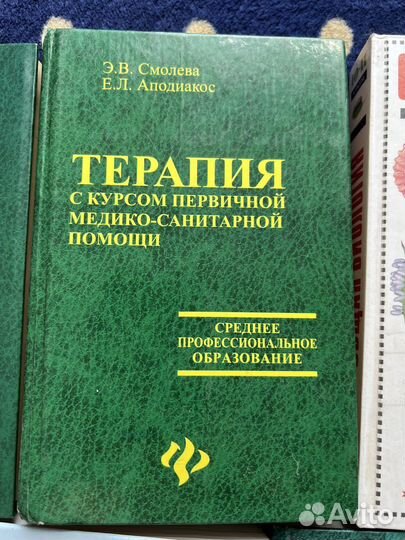 Э.В. Смолева
Е.Л. Аподиакос
ТЕРАПИЯ
С КУРСОМ ПЕРВИЧНОЙ
МЕДИКО-САНИТАРНОЙ
ПОМОЩИ
СРЕДНЕЕ
ПРОФЕССИОНАЛЬНОЕ
ОБРАЗОВАНИЕ
Avito